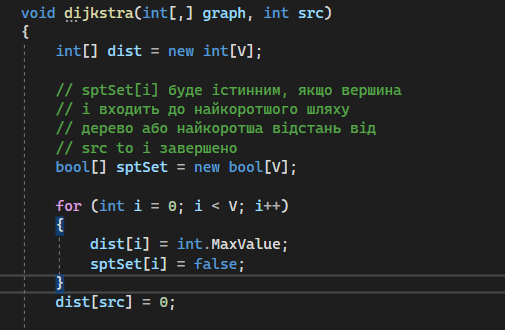 void dijkstra(int[,] graph, int src)
{
int[] dist = new int[V];
// sptSet[i] буде істинним, якщо вершина
// і входить до найкоротшого шляху
// дерево або найкоротша відстань від
// src to i завершено
bool[] sptSet = new bool[V];
for (int i = 0; i < V; i++)
{
dist[i] = int.MaxValue;
sptSet[i] = false;
}
dist[src] = 0;